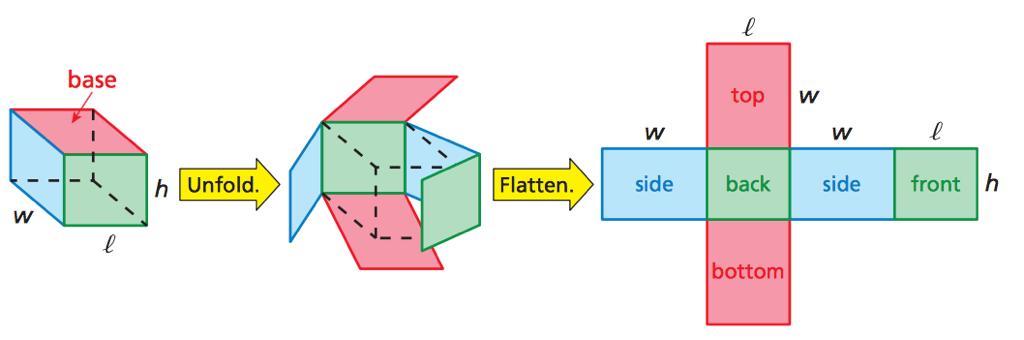 base
h
w
ℓ
Unfold.
Flatten.
ℓ
top
w
w
w
ℓ
side
back
side
front
h
bottom